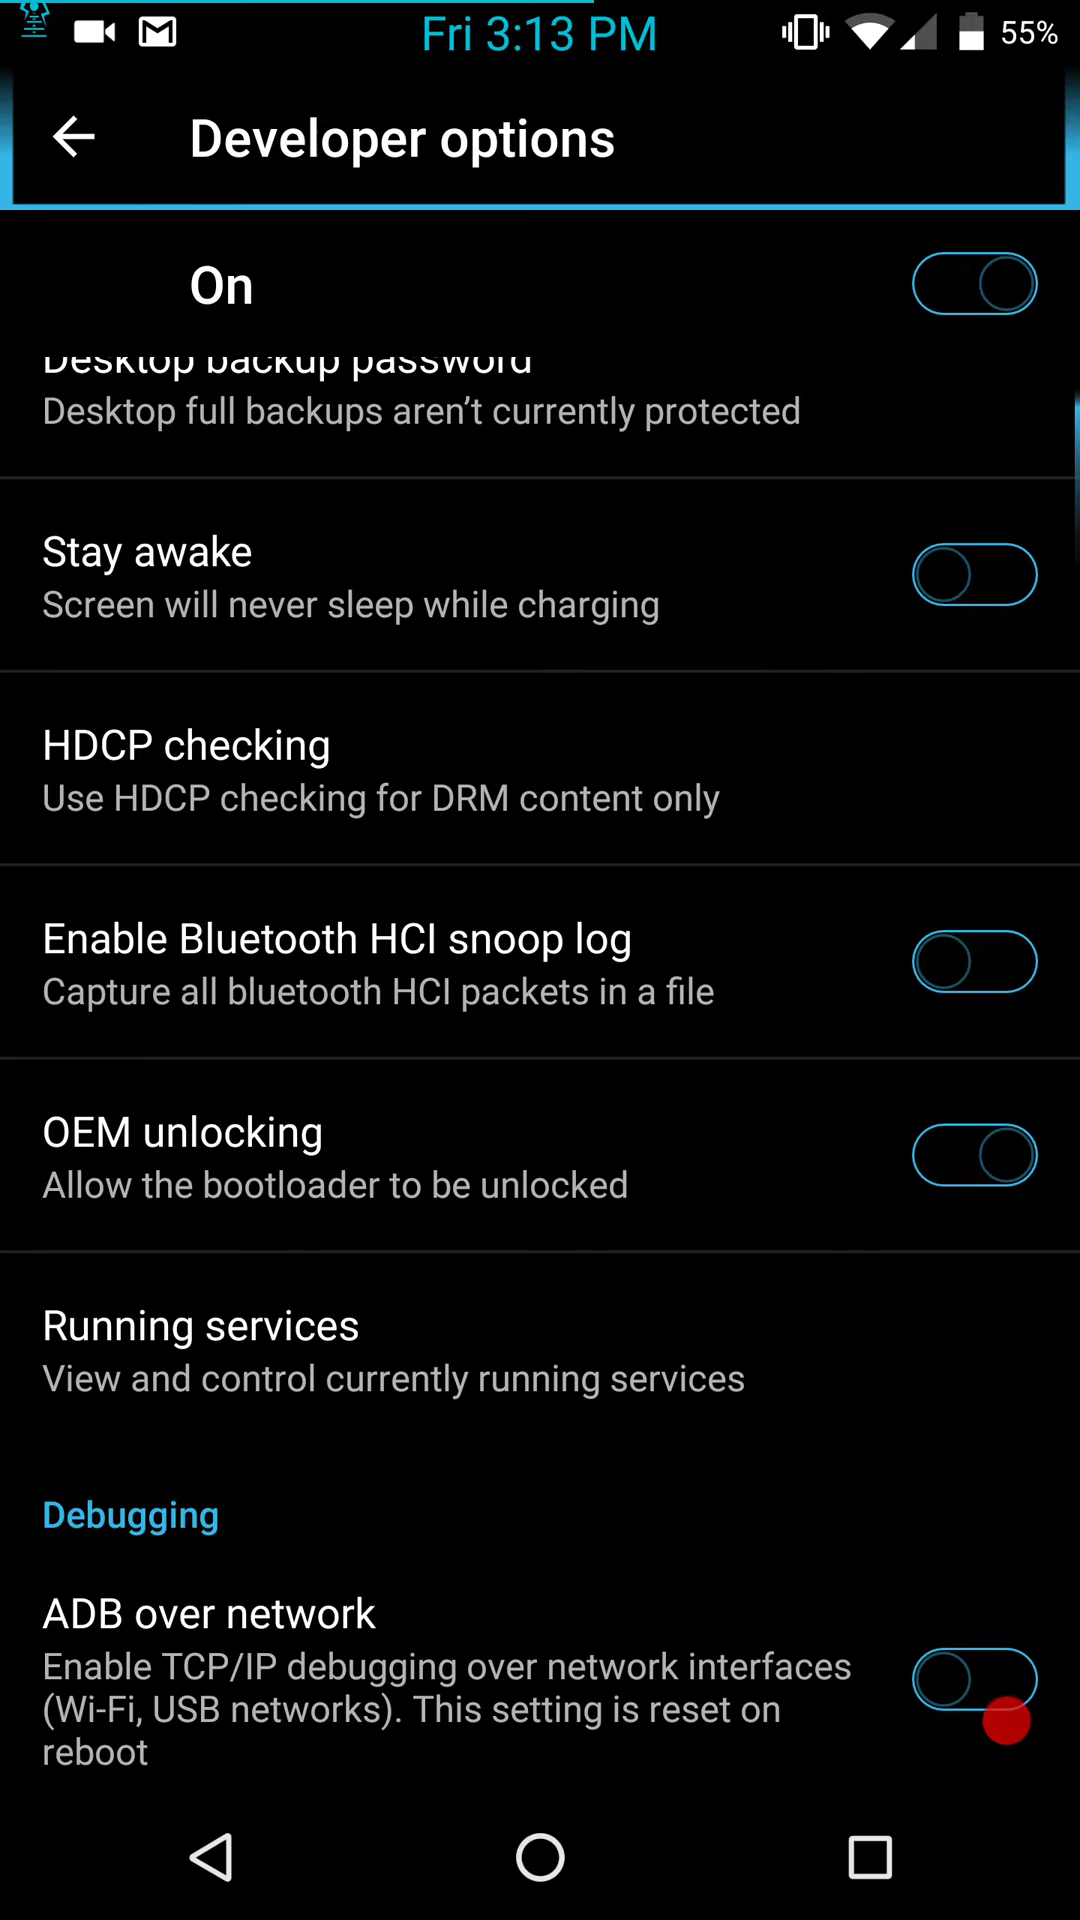 Fri 3:13 PM
55%
Developer options
On
Desktop backup password
Desktop full backups aren’t currently protected
Stay awake
Screen will never sleep while charging
HDCP checking
Use HDCP checking for DRM content only
Enable Bluetooth HCI snoop log
Capture all bluetooth HCI packets in a file
OEM unlocking
Allow the bootloader to be unlocked
Running services
View and control currently running services
Debugging
ADB over network
Enable TCP/IP debugging over network interfaces
(Wi-Fi, USB networks). This setting is reset on
reboot